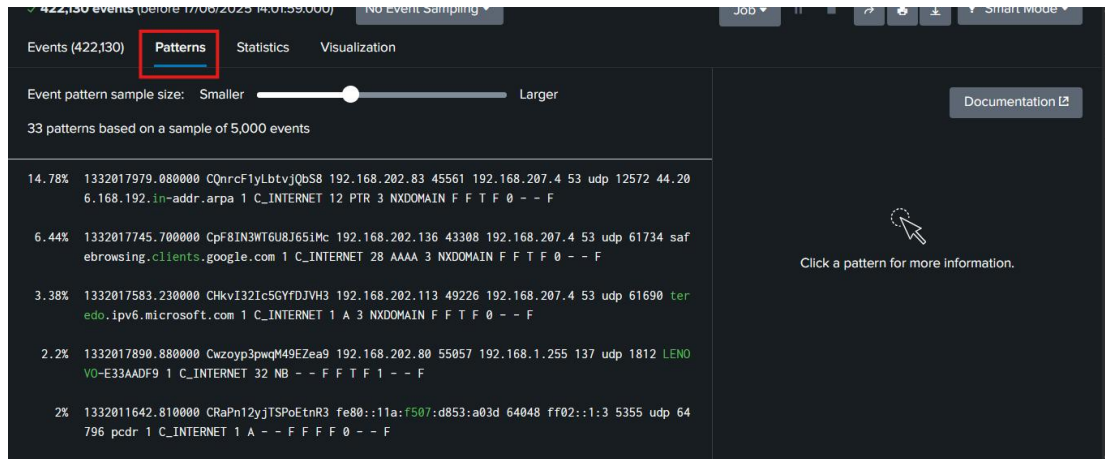 422,130 events (before 17/06/2025 14:01:59.000) No Event Sampling Job Smart Mode
Events (422,130) Patterns Statistics Visualization
Event pattern sample size: Smaller Larger
Documentation
33 patterns based on a sample of 5,000 events
14.78% 1332017979.080000 CQnrcF1yLbtvjQbS8 192.168.202.83 45561 192.168.207.4 53 udp 12572 44.20
6.168.192.in-addr.arpa 1 C_INTERNET 12 PTR 3 NXDOMAIN F F T F 0 - - F
6.44% 1332017745.700000 CpF8IN3WT6U8J65iMc 192.168.202.136 43308 192.168.207.4 53 udp 61734 saf
ebrowsing.clients.google.com 1 C_INTERNET 28 AAAA 3 NXDOMAIN F F T F 0 - - F
Click a pattern for more information.
3.38% 1332017583.230000 CHkvI32Ic5GYfDJVH3 192.168.202.113 49226 192.168.207.4 53 udp 61690 ter
edo.ipv6.microsoft.com 1 C_INTERNET 1 A 3 NXDOMAIN F F T F 0 - - F
2.2% 1332017890.880000 Cwzoyp3pwqM49EZea9 192.168.202.80 55057 192.168.1.255 137 udp 1812 LENO
VO-E33AADF9 1 C_INTERNET 32 NB - - F F T F 1 - - F
2% 1332011642.810000 CRaPn12yjTSPoEtnR3 fe80::11a:f507:d853:a03d 64048 ff02::1:3 5355 udp 64
796 pcdr 1 C_INTERNET 1 A - - F F F F 0 - - F